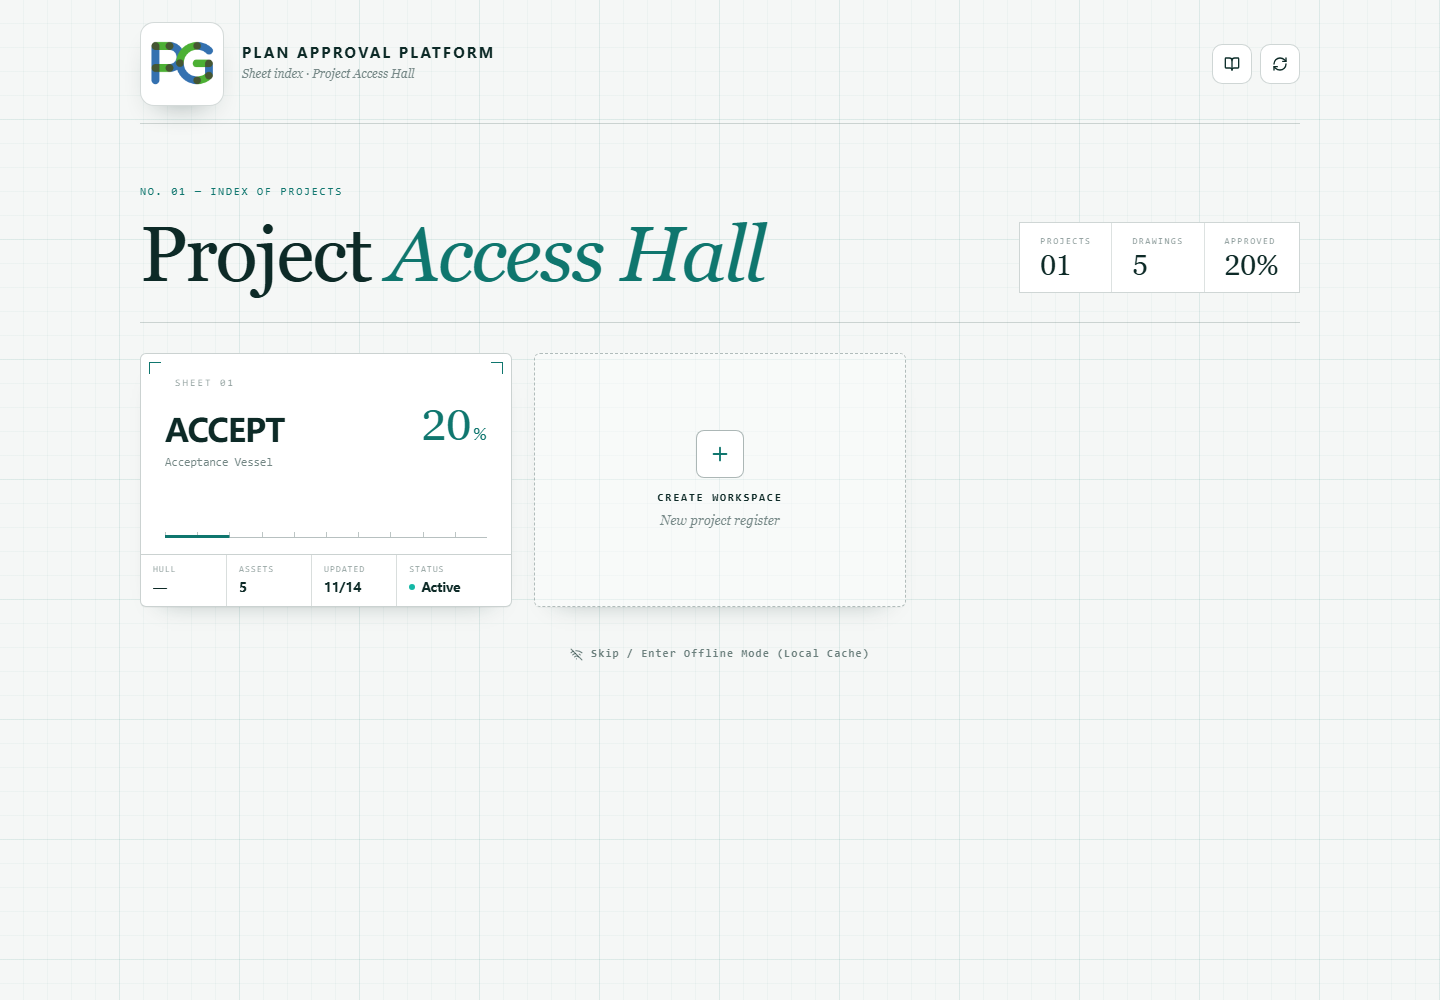 PG
PLAN APPROVAL PLATFORM
Sheet index · Project Access Hall
NO. 01 — INDEX OF PROJECTS
Project Access Hall
PROJECTS
01
DRAWINGS
5
APPROVED
20%
SHEET 01
ACCEPT
20%
Acceptance Vessel
HULL
—
ASSETS
5
UPDATED
11/14
STATUS
Active
CREATE WORKSPACE
New project register
Skip / Enter Offline Mode (Local Cache)